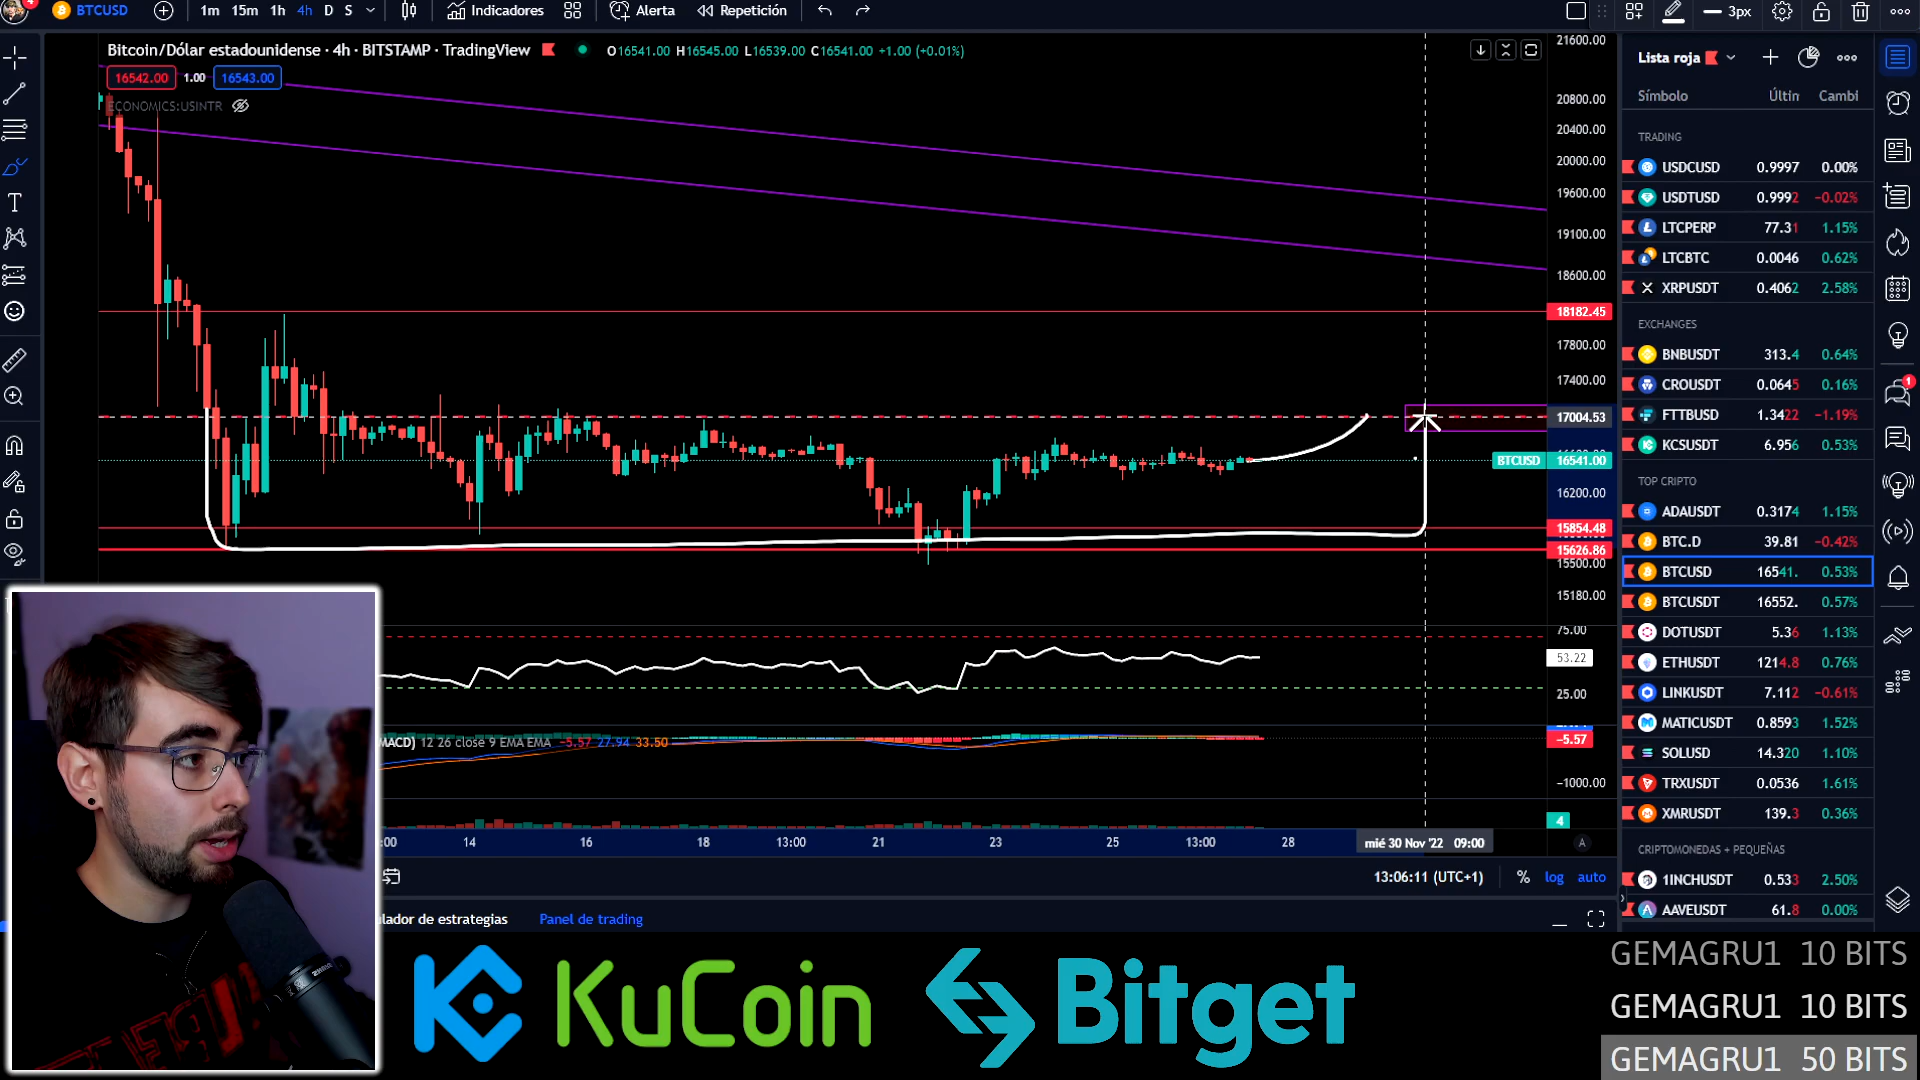 4
BTCUSD
1m 15m 1h 4h D S
Indicadores
Alerta
Repetición
3px
Bitcoin/Dólar estadounidense · 4h · BITSTAMP · TradingView
O16541.00 H16545.00 L16539.00 C16541.00 +1.00 (+0.01%)
16542.00 1.00 16543.00
ECONOMICS:USINTR
21600.00
20800.00
20400.00
20000.00
19600.00
19100.00
18600.00
18182.45
17800.00
17400.00
17004.53
BTCUSD 16541.00
16200.00
15854.48
15626.86
15500.00
15180.00
75.00
53.22
25.00
MACD) 12 26 close 9 EMA EMA -5.57 27.94 33.50
-5.57
-1000.00
4
:00 14 16 18 13:00 21 23 25 13:00 28 mié 30 Nov '22 09:00
A
13:06:11 (UTC+1) % log auto
ulador de estrategias Panel de trading
Lista roja
Símbolo Últin Cambi
TRADING
USDCUSD 0.9997 0.00%
USDTUSD 0.9992 −0.02%
LTCPERP 77.31 1.15%
LTCBTC 0.0046 0.62%
XRPUSDT 0.4062 2.58%
EXCHANGES
BNBUSDT 313.4 0.64%
CROUSDT 0.0645 0.16%
FTTBUSD 1.3422 −1.19%
KCSUSDT 6.956 0.53%
TOP CRIPTO
ADAUSDT 0.3174 1.15%
BTC.D 39.81 −0.42%
BTCUSD 16541. 0.53%
BTCUSDT 16552. 0.57%
DOTUSDT 5.36 1.13%
ETHUSDT 1214.8 0.76%
LINKUSDT 7.112 −0.61%
MATICUSDT 0.8593 1.52%
SOLUSD 14.320 1.10%
TRXUSDT 0.0536 1.61%
XMRUSDT 139.3 0.36%
CRIPTOMONEDAS + PEQUEÑAS
1INCHUSDT 0.533 2.50%
AAVEUSDT 61.8 0.00%
1
KuCoin
Bitget
GEMAGRU1 10 BITS
GEMAGRU1 10 BITS
GEMAGRU1 50 BITS